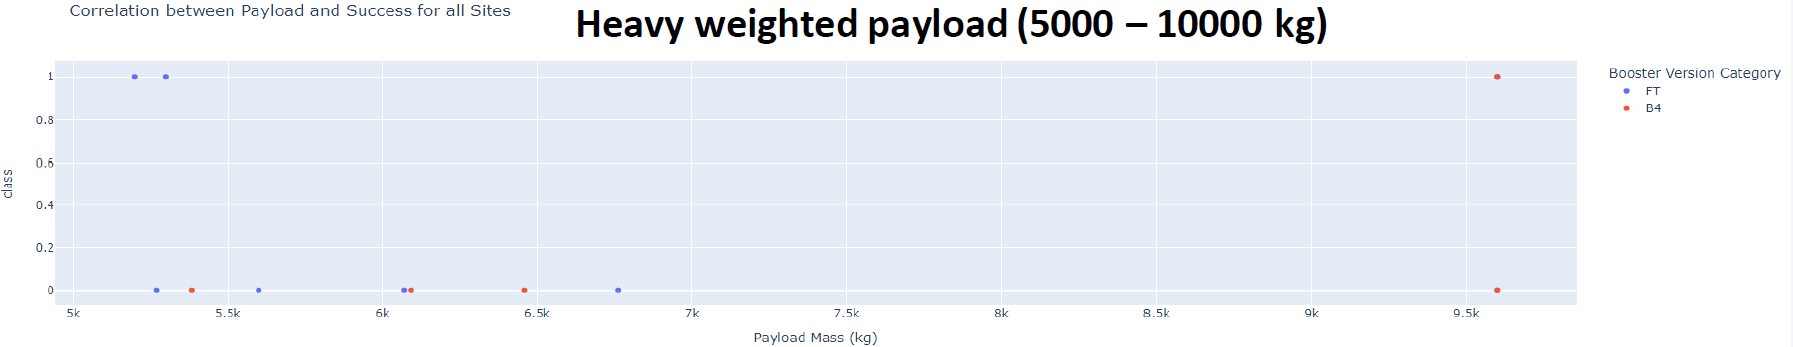 Correlation between Payload and Success for all Sites
Heavy weighted payload (5000 – 10000 kg)
class
1
0.8
0.6
0.4
0.2
0
5k
5.5k
6k
6.5k
7k
7.5k
8k
8.5k
9k
9.5k
Payload Mass (kg)
Booster Version Category
FT
B4